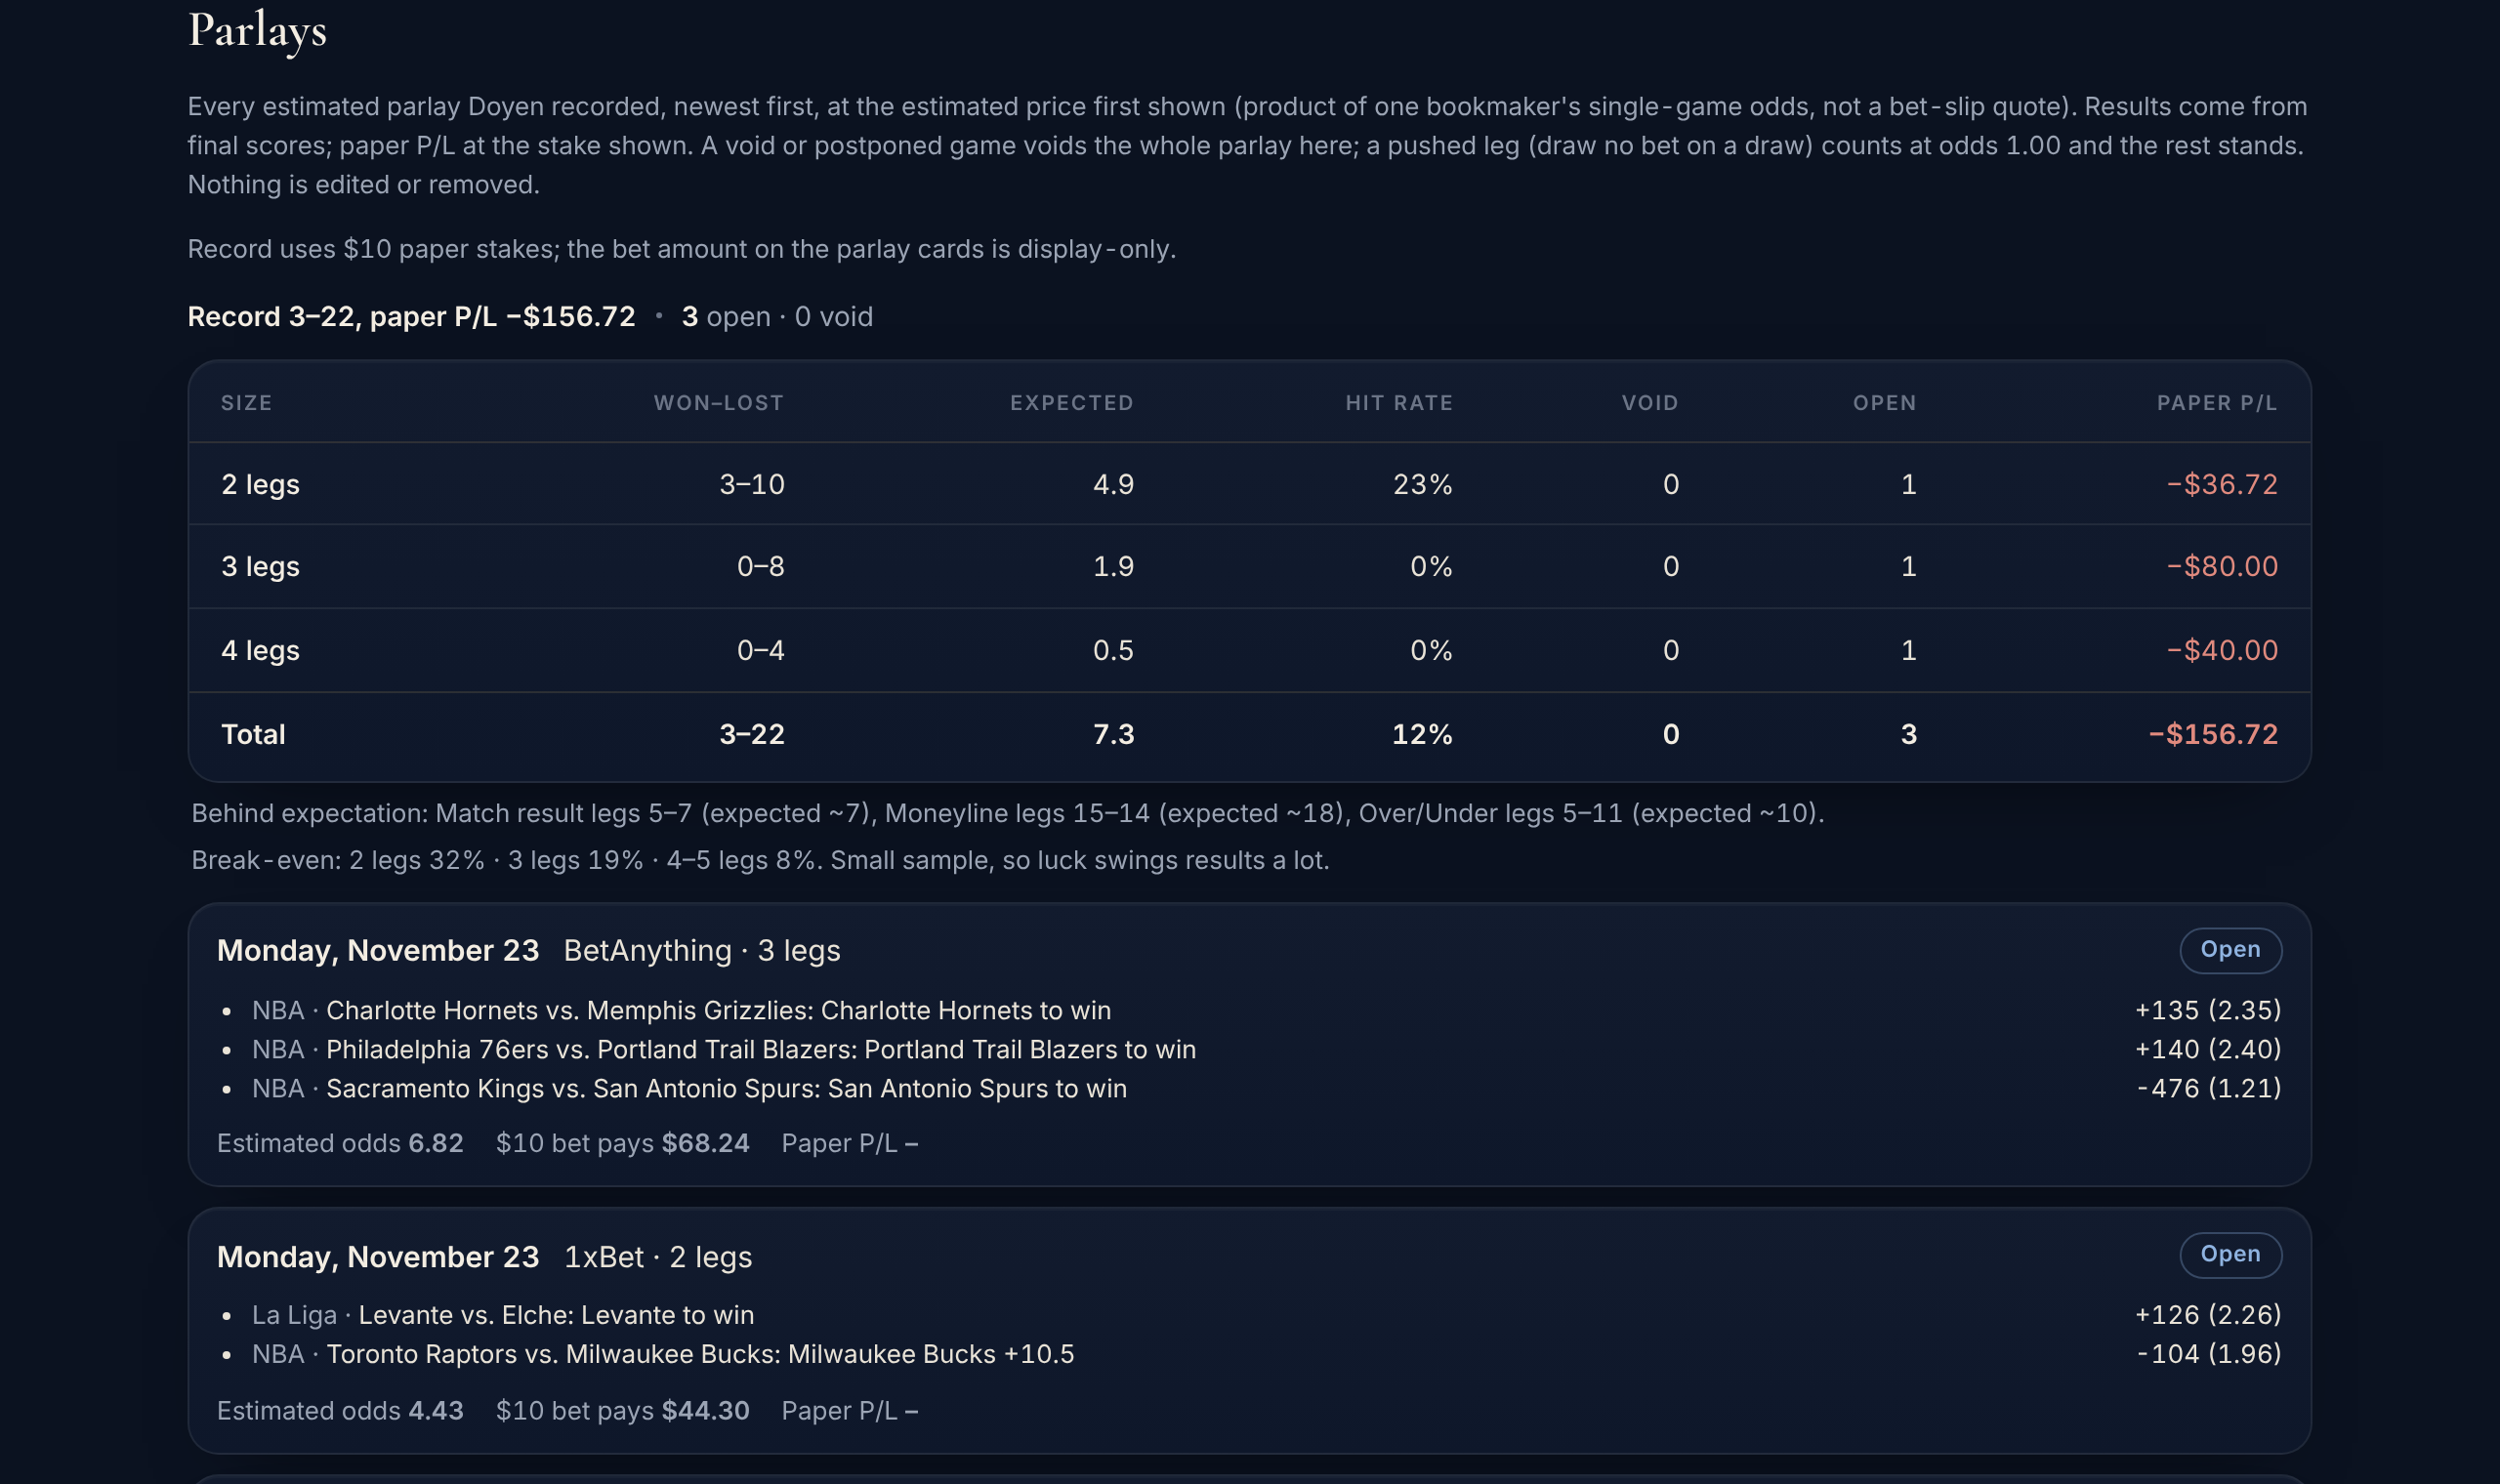 Parlays
Every estimated parlay Doyen recorded, newest first, at the estimated price first shown (product of one bookmaker's single-game odds, not a bet-slip quote). Results come from
final scores; paper P/L at the stake shown. A void or postponed game voids the whole parlay here; a pushed leg (draw no bet on a draw) counts at odds 1.00 and the rest stands.
Nothing is edited or removed.
Record uses $10 paper stakes; the bet amount on the parlay cards is display-only.
Record 3–22, paper P/L −$156.72 • 3 open · 0 void
SIZE WON–LOST EXPECTED HIT RATE VOID OPEN PAPER P/L
2 legs 3–10 4.9 23% 0 1 −$36.72
3 legs 0–8 1.9 0% 0 1 −$80.00
4 legs 0–4 0.5 0% 0 1 −$40.00
Total 3–22 7.3 12% 0 3 −$156.72
Behind expectation: Match result legs 5–7 (expected ~7), Moneyline legs 15–14 (expected ~18), Over/Under legs 5–11 (expected ~10).
Break-even: 2 legs 32% · 3 legs 19% · 4–5 legs 8%. Small sample, so luck swings results a lot.
Monday, November 23 BetAnything · 3 legs Open
• NBA · Charlotte Hornets vs. Memphis Grizzlies: Charlotte Hornets to win +135 (2.35)
• NBA · Philadelphia 76ers vs. Portland Trail Blazers: Portland Trail Blazers to win +140 (2.40)
• NBA · Sacramento Kings vs. San Antonio Spurs: San Antonio Spurs to win -476 (1.21)
Estimated odds 6.82 $10 bet pays $68.24 Paper P/L –
Monday, November 23 1xBet · 2 legs Open
• La Liga · Levante vs. Elche: Levante to win +126 (2.26)
• NBA · Toronto Raptors vs. Milwaukee Bucks: Milwaukee Bucks +10.5 -104 (1.96)
Estimated odds 4.43 $10 bet pays $44.30 Paper P/L –